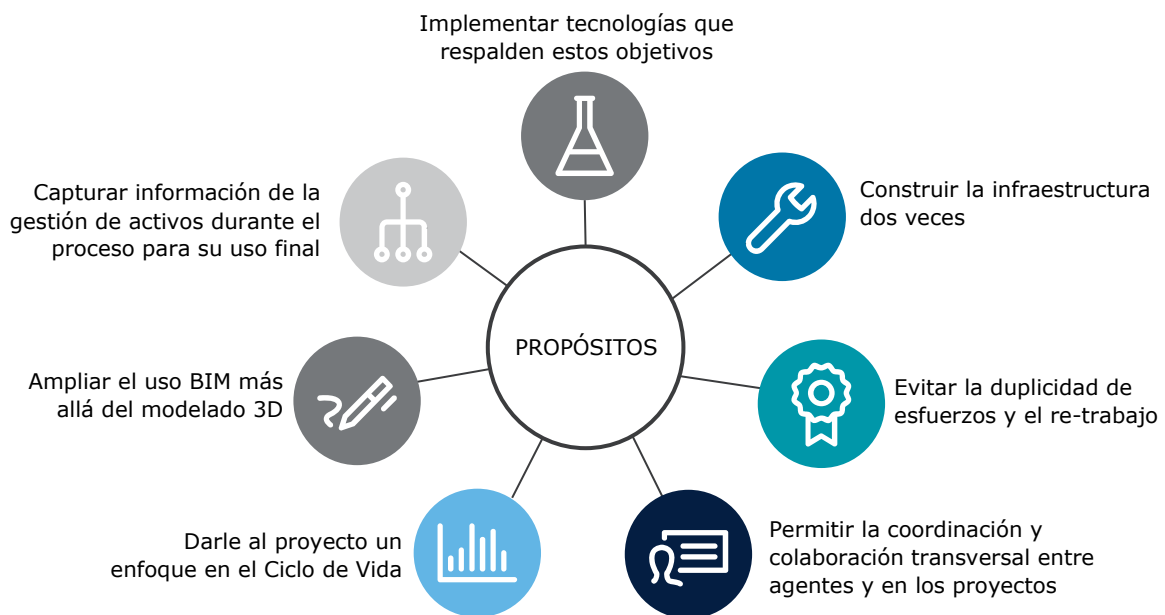 Implementar tecnologías que
respalden estos objetivos
Construir la infraestructura
dos veces
Evitar la duplicidad de
esfuerzos y el re-trabajo
Permitir la coordinación y
colaboración transversal entre
agentes y en los proyectos
Darle al proyecto un
enfoque en el Ciclo de Vida
Ampliar el uso BIM más
allá del modelado 3D
Capturar información de la
gestión de activos durante el
proceso para su uso final
PROPÓSITOS